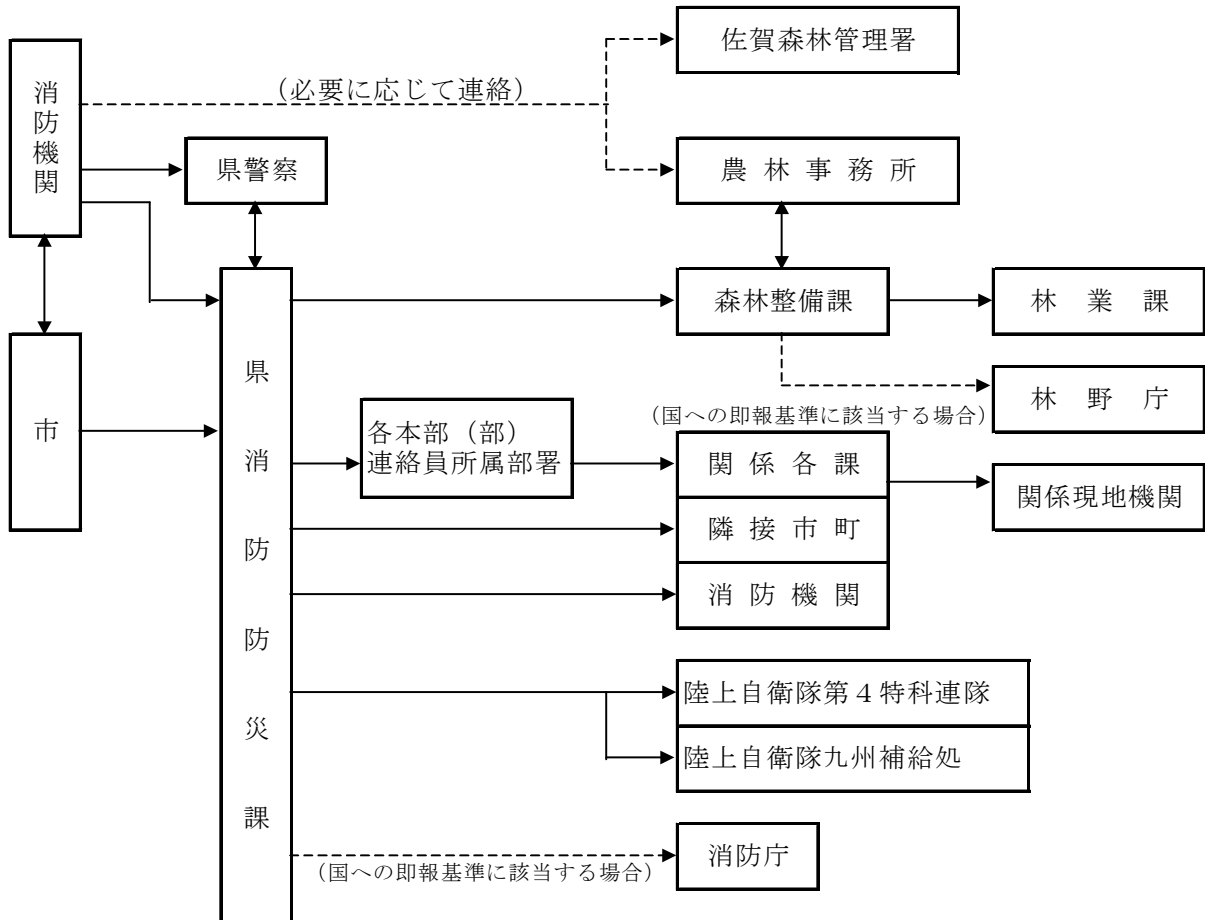 佐賀森林管理署
消防機関
（必要に応じて連絡）
県警察
農林事務所
森林整備課
林業課
市
県消防防災課
林野庁
（国への即報基準に該当する場合）
各本部（部）
連絡員所属部署
関係各課
関係現地機関
隣接市町
消防機関
陸上自衛隊第４特科連隊
陸上自衛隊九州補給処
消防庁
（国への即報基準に該当する場合）